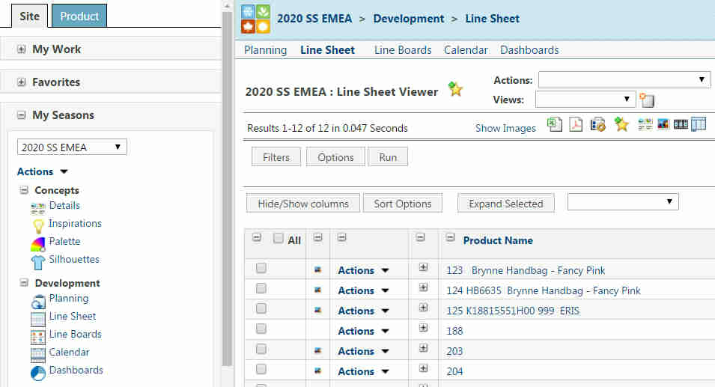 Site Product
My Work
Favorites
My Seasons
2020 SS EMEA
Actions
Concepts
Details
Inspirations
Palette
Silhouettes
Development
Planning
Line Sheet
Line Boards
Calendar
Dashboards
2020 SS EMEA > Development > Line Sheet
Planning Line Sheet Line Boards Calendar Dashboards
2020 SS EMEA : Line Sheet Viewer
Actions:
Views:
Results 1-12 of 12 in 0.047 Seconds
Show Images
Filters Options Run
Hide/Show columns Sort Options Expand Selected
All Product Name
Actions 123 Brynne Handbag - Fancy Pink
Actions 124 HB6635 Brynne Handbag - Fancy Pink
Actions 125 K18815551H00 999 ERIS
Actions 188
Actions 203
Actions 204